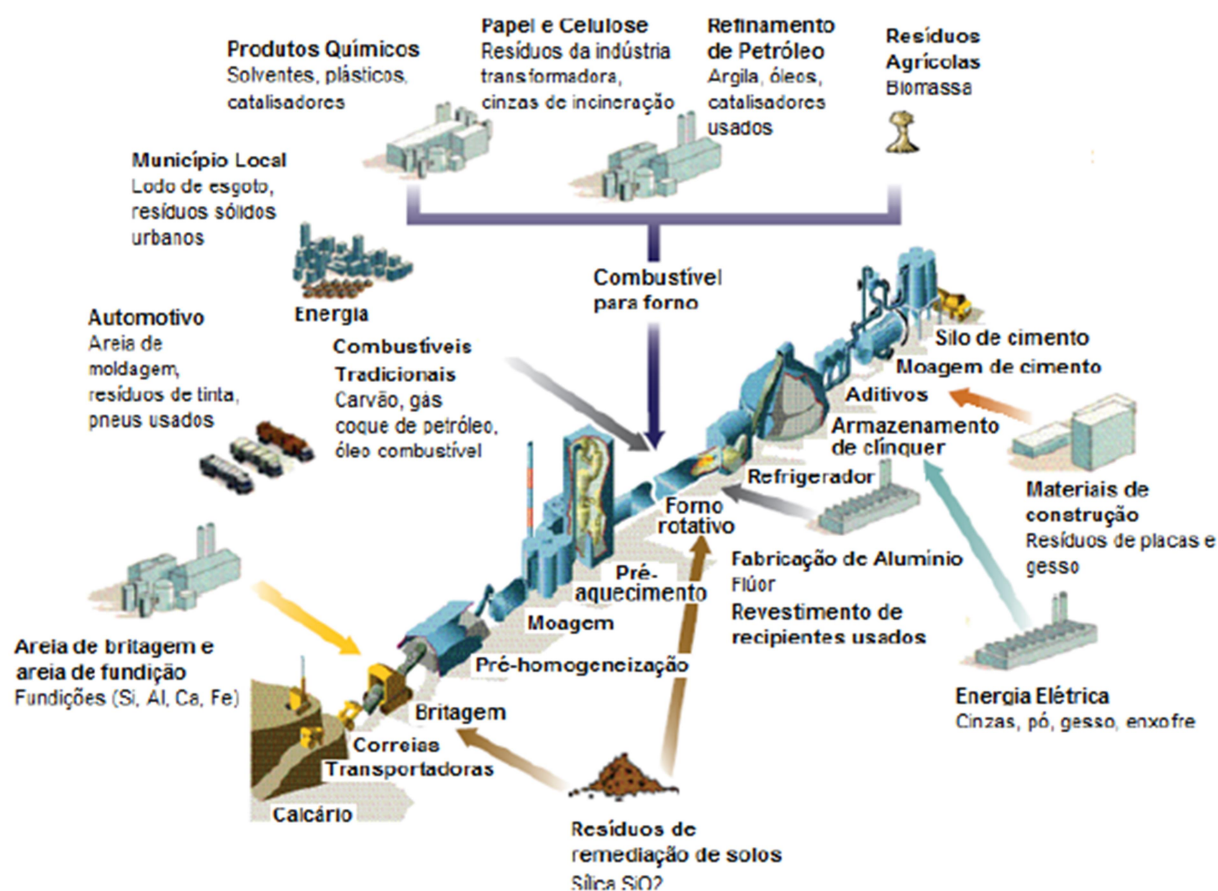 Produtos Químicos
Solventes, plásticos,
catalisadores
Papel e Celulose
Resíduos da indústria
transformadora,
cinzas de incineração
Refinamento
de Petróleo
Argila, óleos,
catalisadores
usados
Resíduos
Agrícolas
Biomassa
Município Local
Lodo de esgoto,
resíduos sólidos
urbanos
Energia
Combustível
para forno
Automotivo
Areia de
moldagem,
resíduos de tinta,
pneus usados
Combustíveis
Tradicionais
Carvão, gás
coque de petróleo,
óleo combustível
Silo de cimento
Moagem de cimento
Aditivos
Armazenamento
de clínquer
Refrigerador
Forno
rotativo
Materiais de
construção
Resíduos de placas e
gesso
Fabricação de Alumínio
Flúor
Revestimento de
recipientes usados
Pré-
aquecimento
Moagem
Pré-homogeneização
Areia de britagem e
areia de fundição
Fundições (Si, Al, Ca, Fe)
Britagem
Correias
Transportadoras
Calcário
Energia Elétrica
Cinzas, pó, gesso, enxofre
Resíduos de
remediação de solos
Sílica SiO2